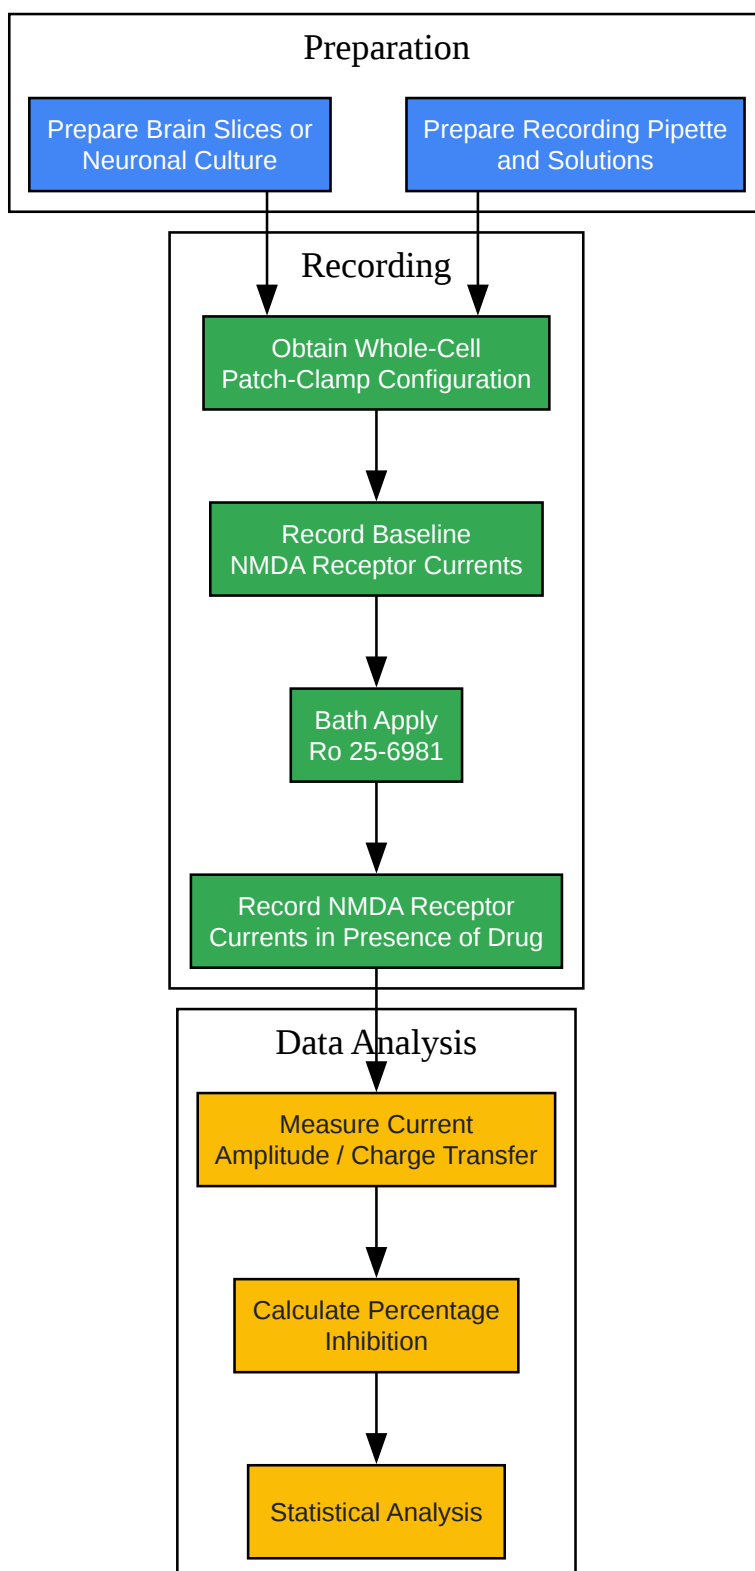 Preparation
Prepare Brain Slices or
Neuronal Culture
Prepare Recording Pipette
and Solutions
Recording
Obtain Whole-Cell
Patch-Clamp Configuration
Record Baseline
NMDA Receptor Currents
Bath Apply
Ro 25-6981
Record NMDA Receptor
Currents in Presence of Drug
Data Analysis
Measure Current
Amplitude / Charge Transfer
Calculate Percentage
Inhibition
Statistical Analysis